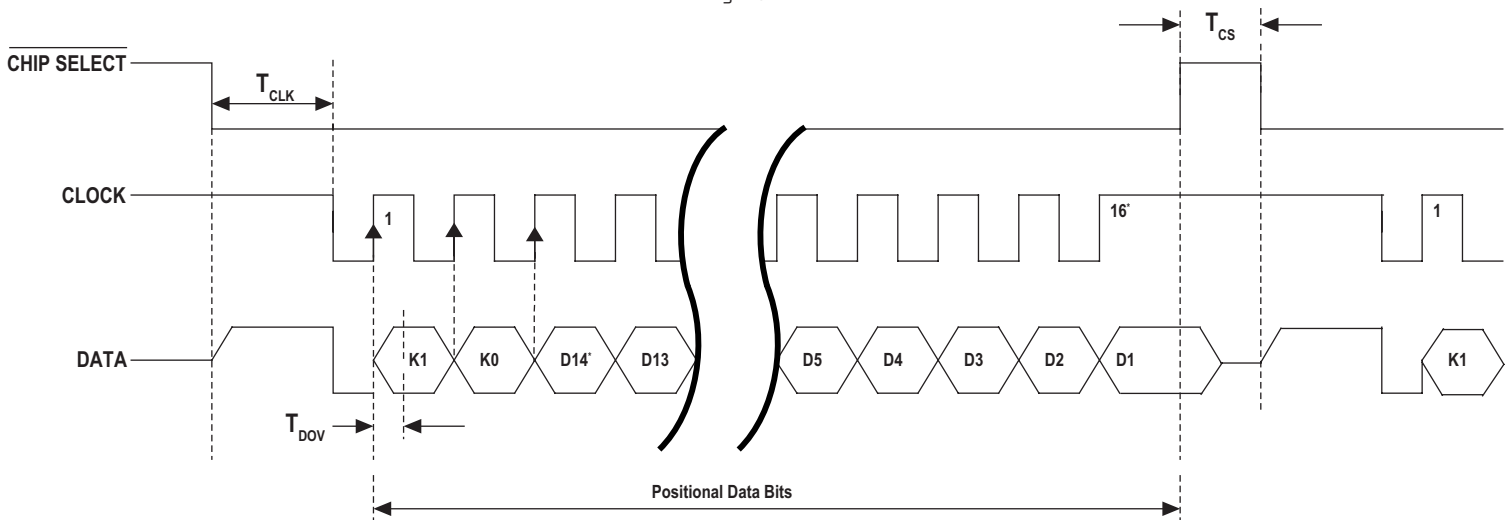 T_CS
CHIP SELECT
T_CLK
CLOCK 1 16* 1
DATA K1 K0 D14* D13 D5 D4 D3 D2 D1 K1
T_DOV
Positional Data Bits